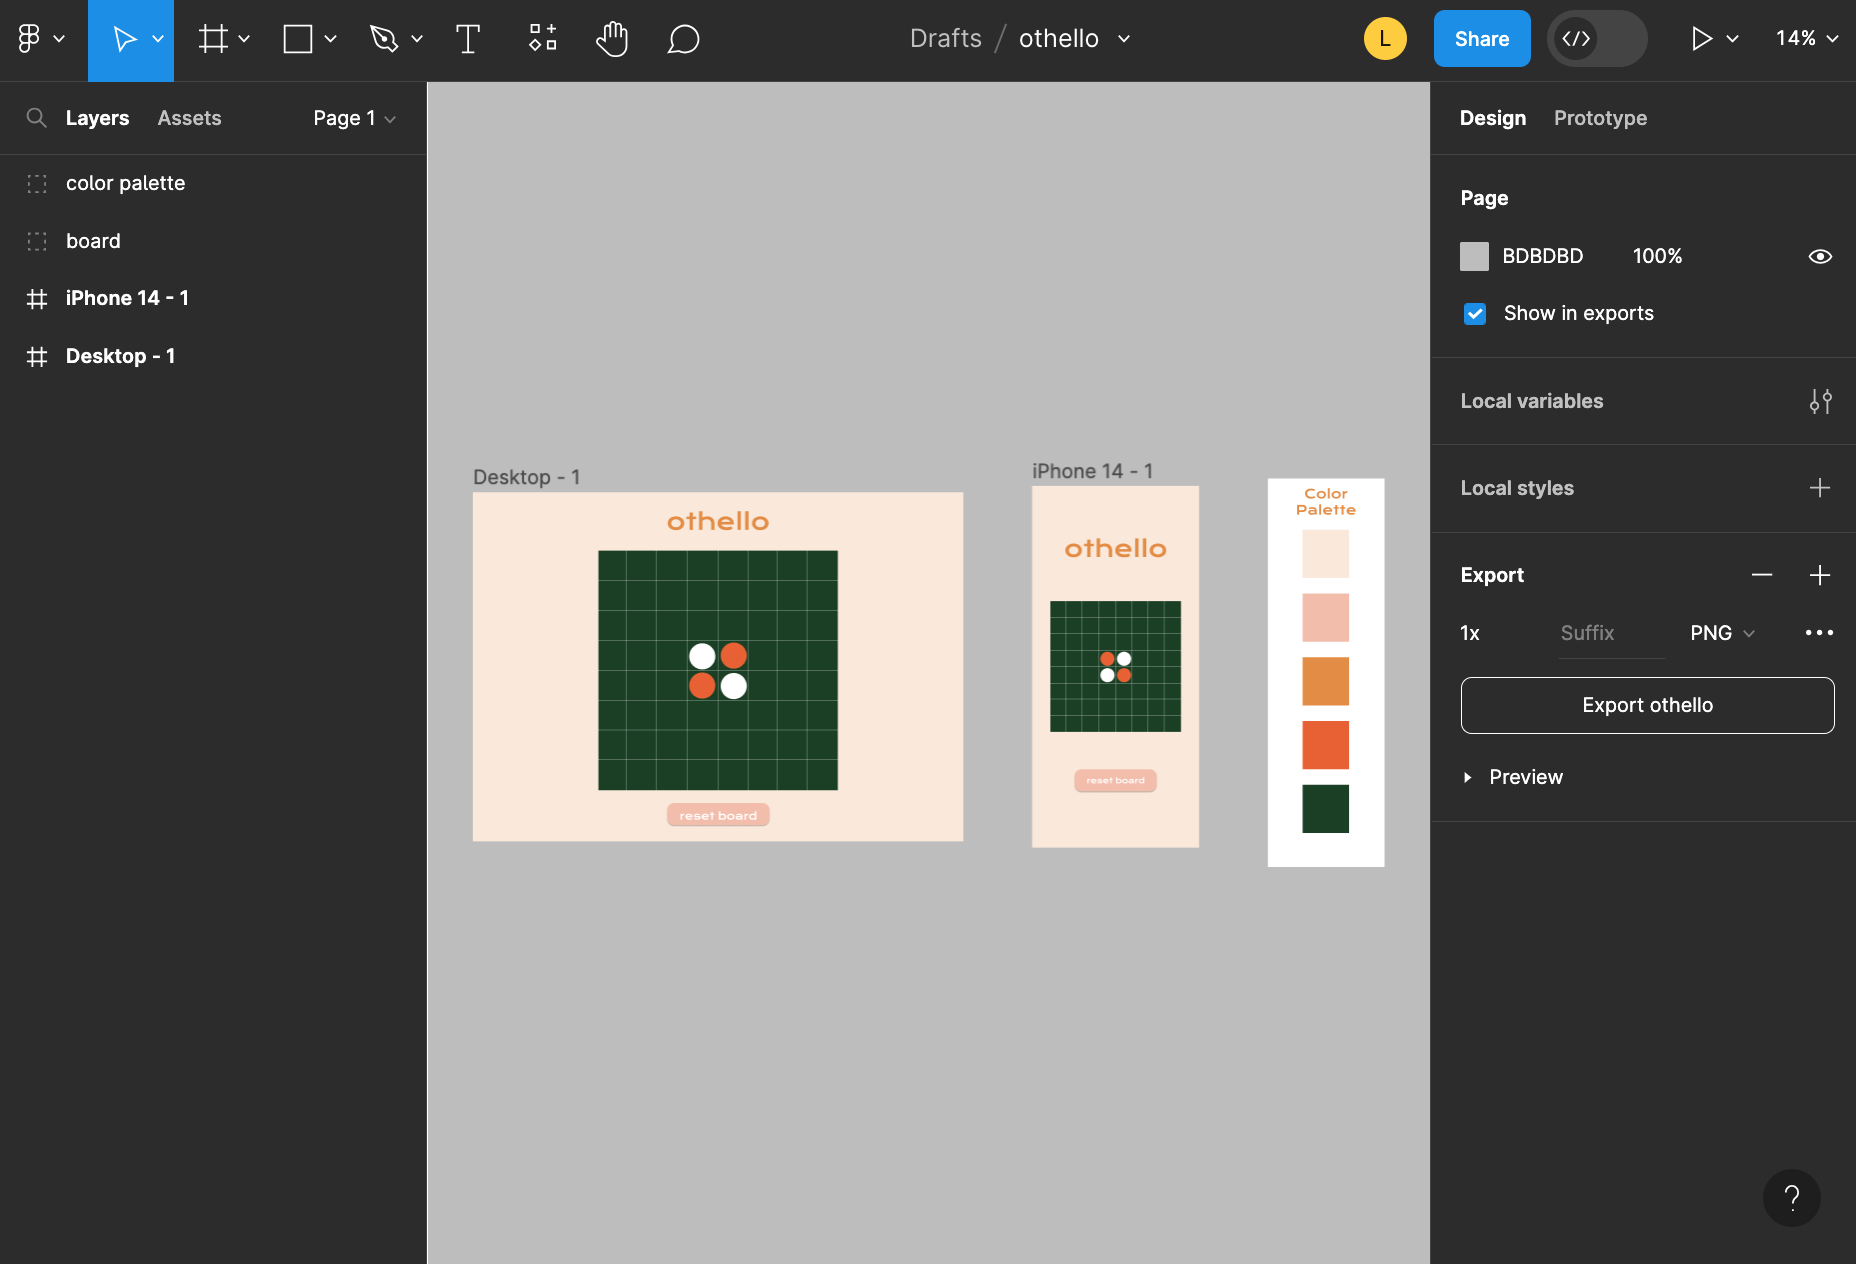 Drafts / othello
L
Share
14%
Layers
Assets
Page 1
color palette
board
iPhone 14 - 1
Desktop - 1
Desktop - 1
othello
reset board
iPhone 14 - 1
othello
reset board
Color
Palette
Design
Prototype
Page
BDBDBD
100%
Show in exports
Local variables
Local styles
Export
1x
Suffix
PNG
Export othello
Preview
?